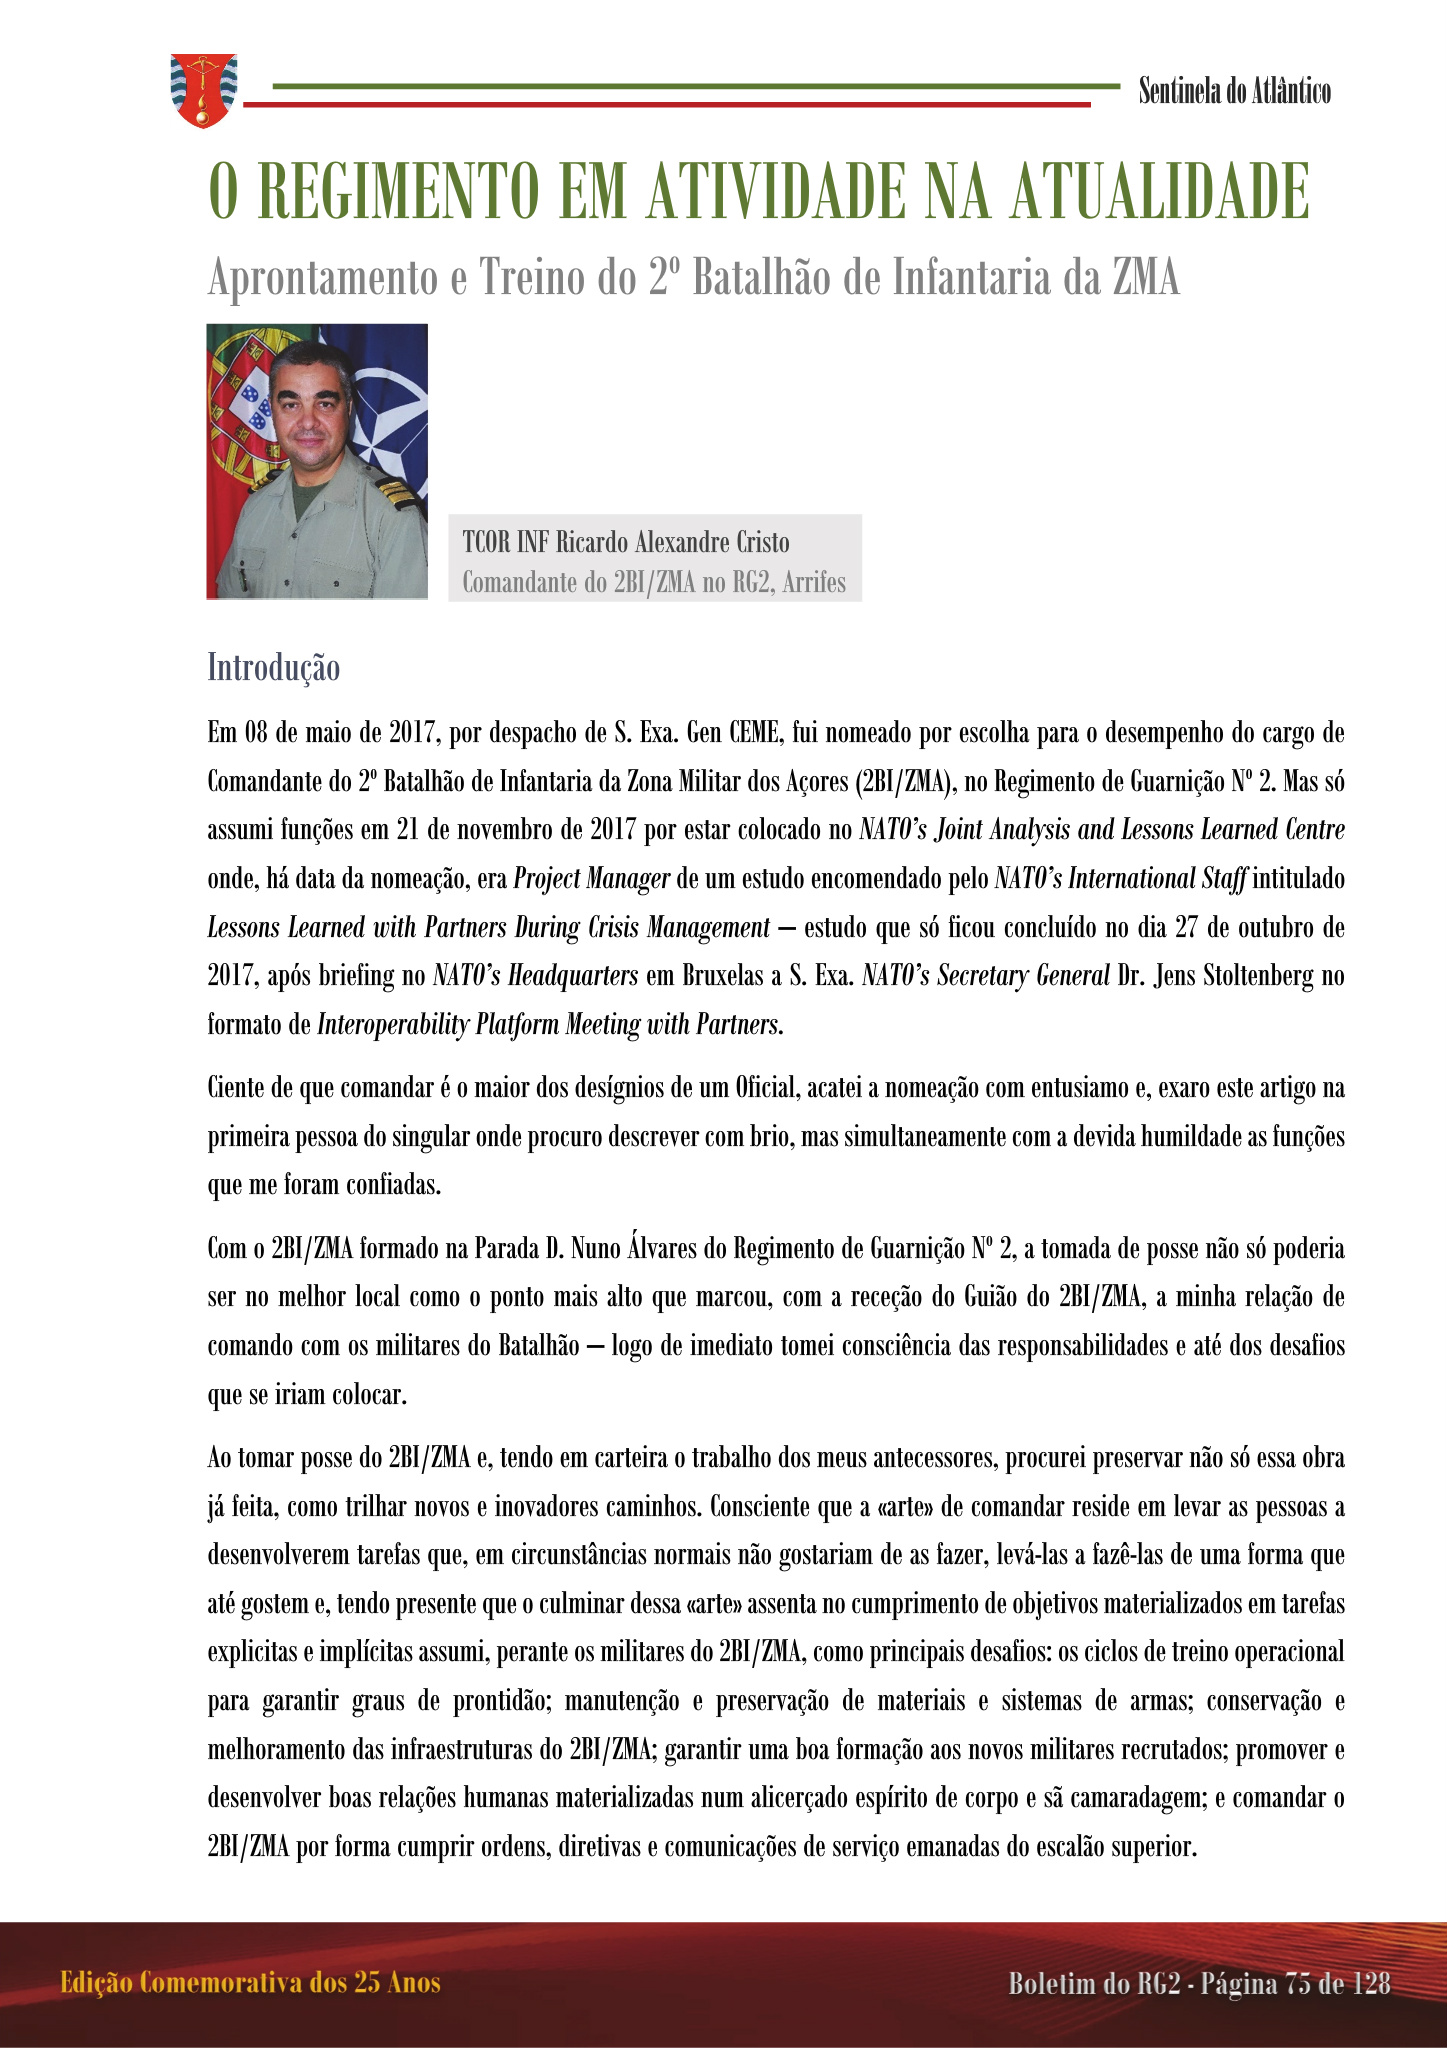 Sentinela do Atlântico
O REGIMENTO EM ATIVIDADE NA ATUALIDADE
Aprontamento e Treino do 2º Batalhão de Infantaria da ZMA
TCOR INF Ricardo Alexandre Cristo
Comandante do 2BI/ZMA no RG2, Arrifes
Introdução
Em 08 de maio de 2017, por despacho de S. Exa. Gen CEME, fui nomeado por escolha para o desempenho do cargo de
Comandante do 2º Batalhão de Infantaria da Zona Militar dos Açores (2BI/ZMA), no Regimento de Guarnição Nº 2. Mas só
assumi funções em 21 de novembro de 2017 por estar colocado no NATO’s Joint Analysis and Lessons Learned Centre
onde, há data da nomeação, era Project Manager de um estudo encomendado pelo NATO’s International Staff intitulado
Lessons Learned with Partners During Crisis Management – estudo que só ficou concluído no dia 27 de outubro de
2017, após briefing no NATO’s Headquarters em Bruxelas a S. Exa. NATO’s Secretary General Dr. Jens Stoltenberg no
formato de Interoperability Platform Meeting with Partners.
Ciente de que comandar é o maior dos desígnios de um Oficial, acatei a nomeação com entusiamo e, exaro este artigo na
primeira pessoa do singular onde procuro descrever com brio, mas simultaneamente com a devida humildade as funções
que me foram confiadas.
Com o 2BI/ZMA formado na Parada D. Nuno Álvares do Regimento de Guarnição Nº 2, a tomada de posse não só poderia
ser no melhor local como o ponto mais alto que marcou, com a receção do Guião do 2BI/ZMA, a minha relação de
comando com os militares do Batalhão – logo de imediato tomei consciência das responsabilidades e até dos desafios
que se iriam colocar.
Ao tomar posse do 2BI/ZMA e, tendo em carteira o trabalho dos meus antecessores, procurei preservar não só essa obra
já feita, como trilhar novos e inovadores caminhos. Consciente que a «arte» de comandar reside em levar as pessoas a
desenvolverem tarefas que, em circunstâncias normais não gostariam de as fazer, levá-las a fazê-las de uma forma que
até gostem e, tendo presente que o culminar dessa «arte» assenta no cumprimento de objetivos materializados em tarefas
explicitas e implícitas assumi, perante os militares do 2BI/ZMA, como principais desafios: os ciclos de treino operacional
para garantir graus de prontidão; manutenção e preservação de materiais e sistemas de armas; conservação e
melhoramento das infraestruturas do 2BI/ZMA; garantir uma boa formação aos novos militares recrutados; promover e
desenvolver boas relações humanas materializadas num alicerçado espírito de corpo e sã camaradagem; e comandar o
2BI/ZMA por forma cumprir ordens, diretivas e comunicações de serviço emanadas do escalão superior.
Edição Comemorativa dos 25 Anos
Boletim do RG2 - Página 75 de 128